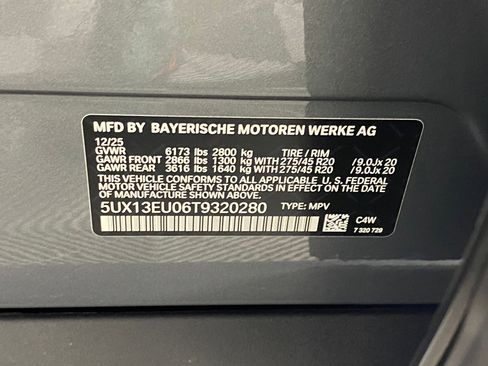 MFD BY BAYERISCHE MOTOREN WERKE AG
12/25
GVWR 6173 lbs 2800 kg TIRE / RIM
GAWR FRONT 2866 lbs 1300 kg WITH 275/45 R20 /9.0Jx 20
GAWR REAR 3616 lbs 1640 kg WITH 275/45 R20 /9.0Jx 20
THIS VEHICLE CONFORMS TO ALL APPLICABLE U.S. FEDERAL
SAFETY STANDARDS IN EFFECT ON THE DATE OF MANUFACTURE SHOWN ABOVE.
5UX13EU06T9320280 TYPE: MPV
C4W
7 320 729